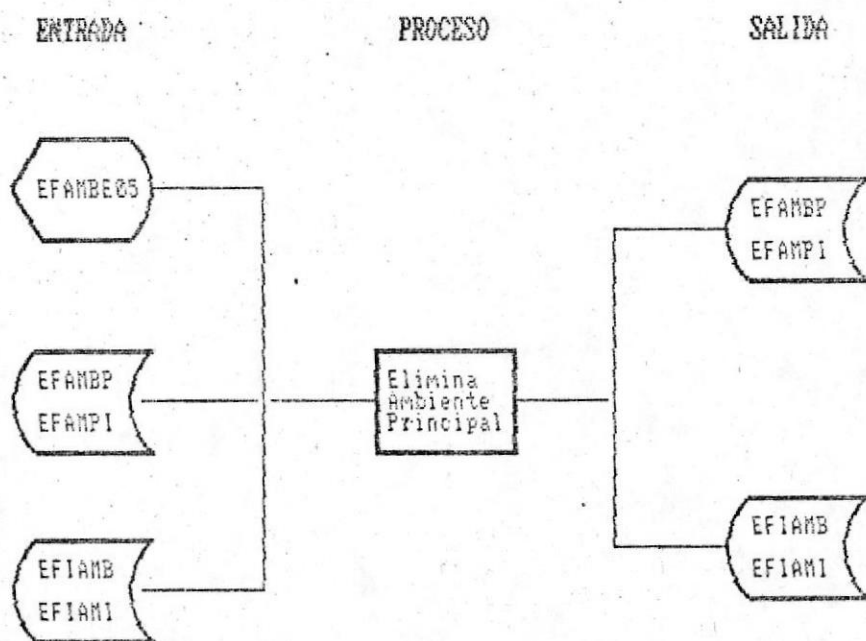 ENTRADA
PROCESO
SALIDA
EFAMBE05
EFAMBP
EFAMPI
EFIAMB
EFIAMI
Elimina
Ambiente
Principal
EFAMBP
EFAMPI
EFIAMB
EFIAMI